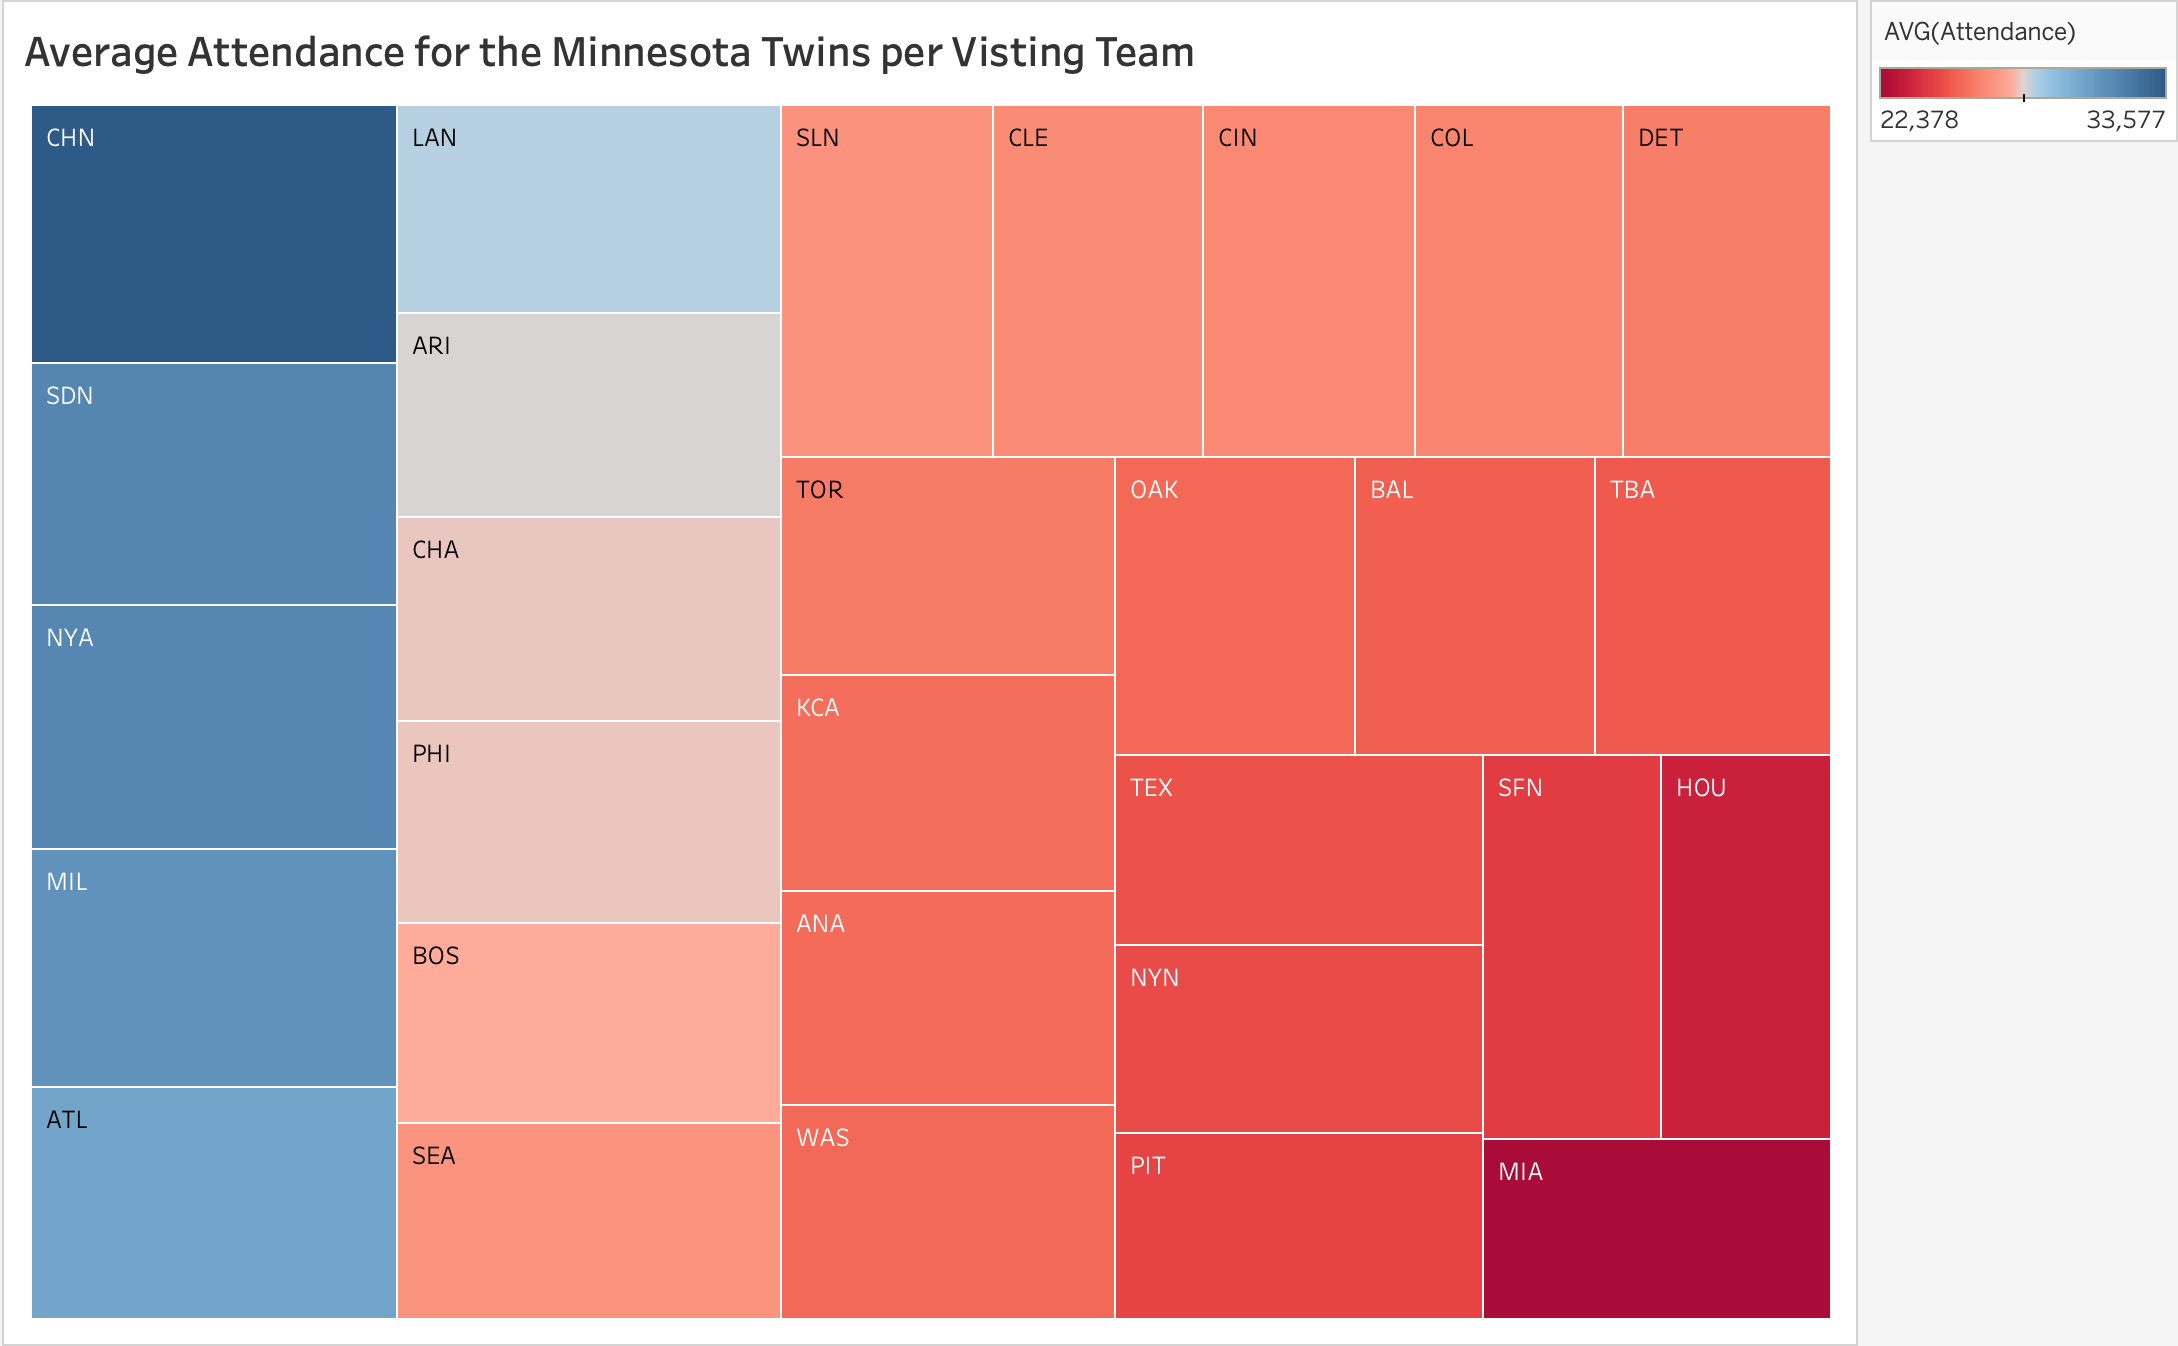 Average Attendance for the Minnesota Twins per Visting Team
CHN
SDN
NYA
MIL
ATL
LAN
ARI
CHA
PHI
BOS
SEA
SLN
CLE
CIN
COL
DET
TOR
KCA
ANA
WAS
OAK
BAL
TBA
TEX
NYN
PIT
SFN
HOU
MIA
AVG(Attendance)
22,378 33,577